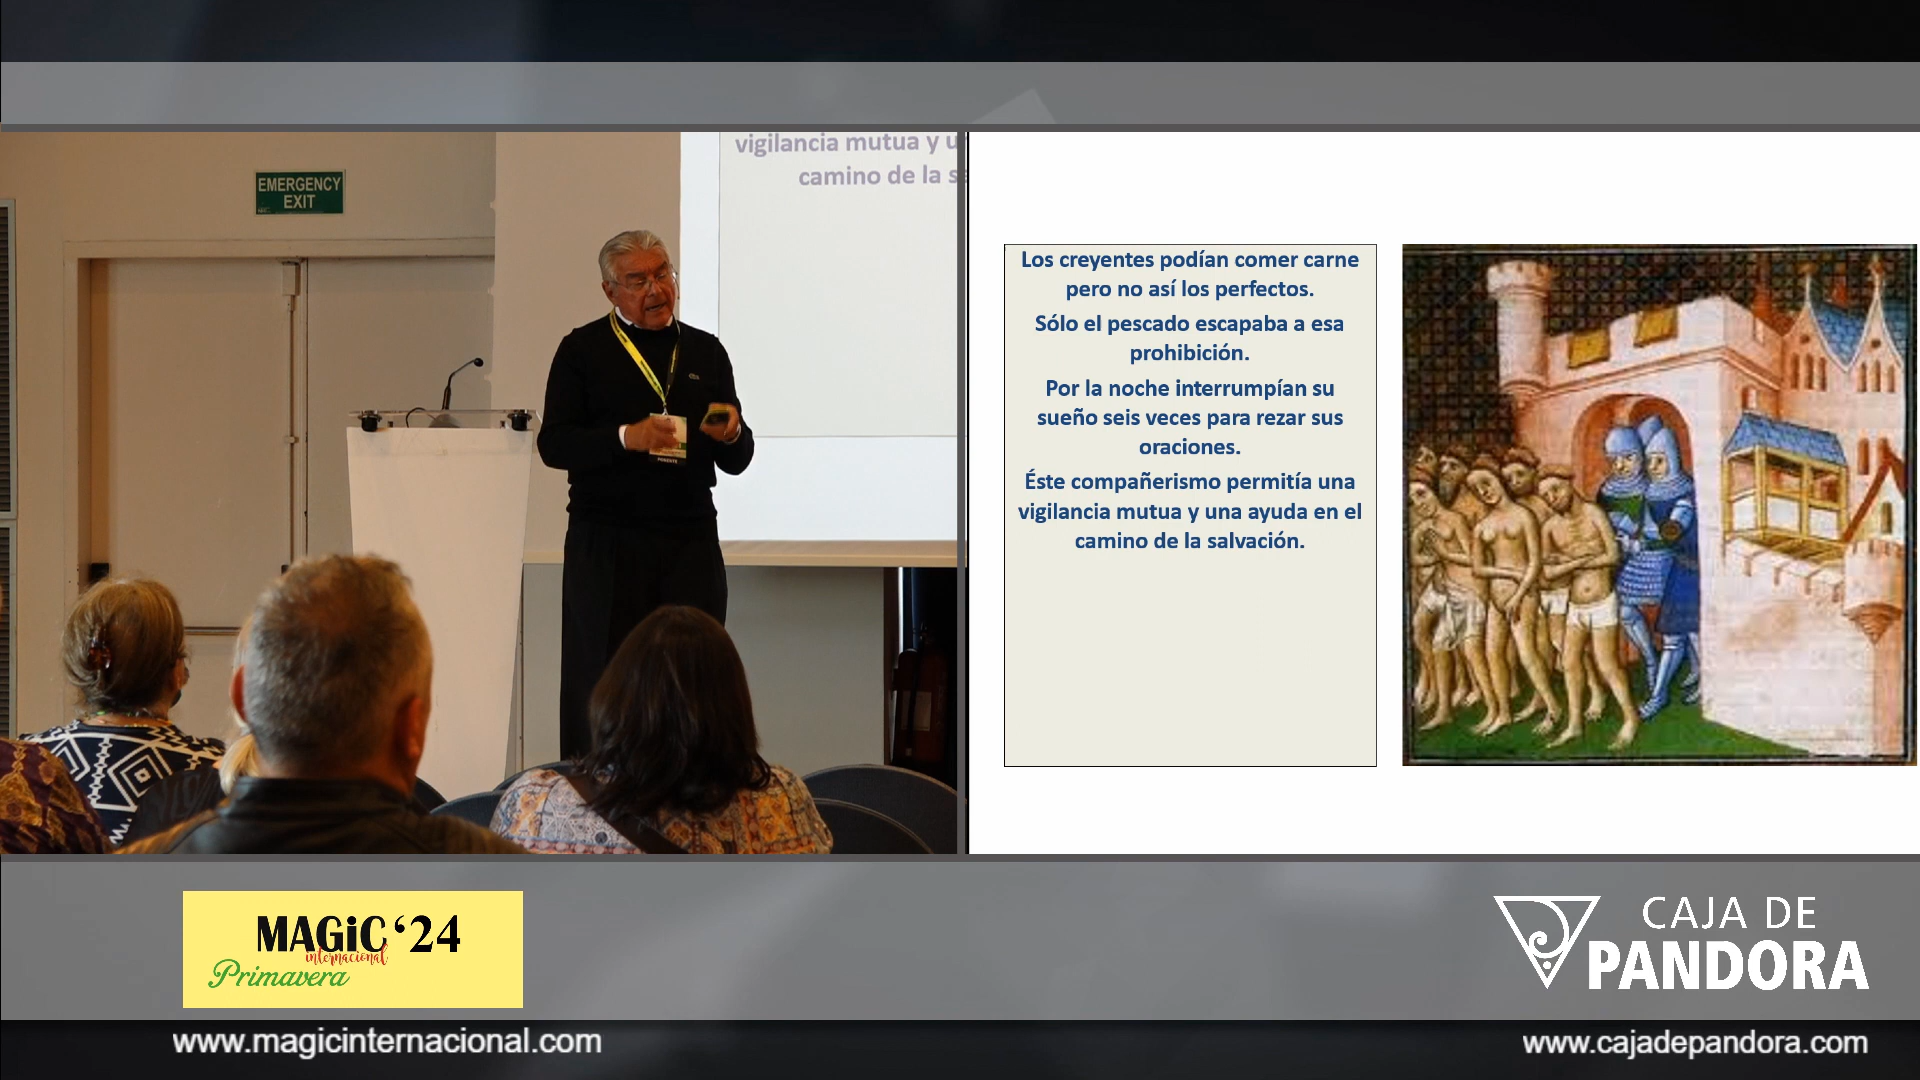 EMERGENCY
EXIT
vigilancia mutua y
camino de la
PONENTE
Los creyentes podían comer carne
pero no así los perfectos.
Sólo el pescado escapaba a esa
prohibición.
Por la noche interrumpían su
sueño seis veces para rezar sus
oraciones.
Éste compañerismo permitía una
vigilancia mutua y una ayuda en el
camino de la salvación.
MAGiC ‘24
internacional
Primavera
CAJA DE
PANDORA
www.magicinternacional.com
www.cajadepandora.com